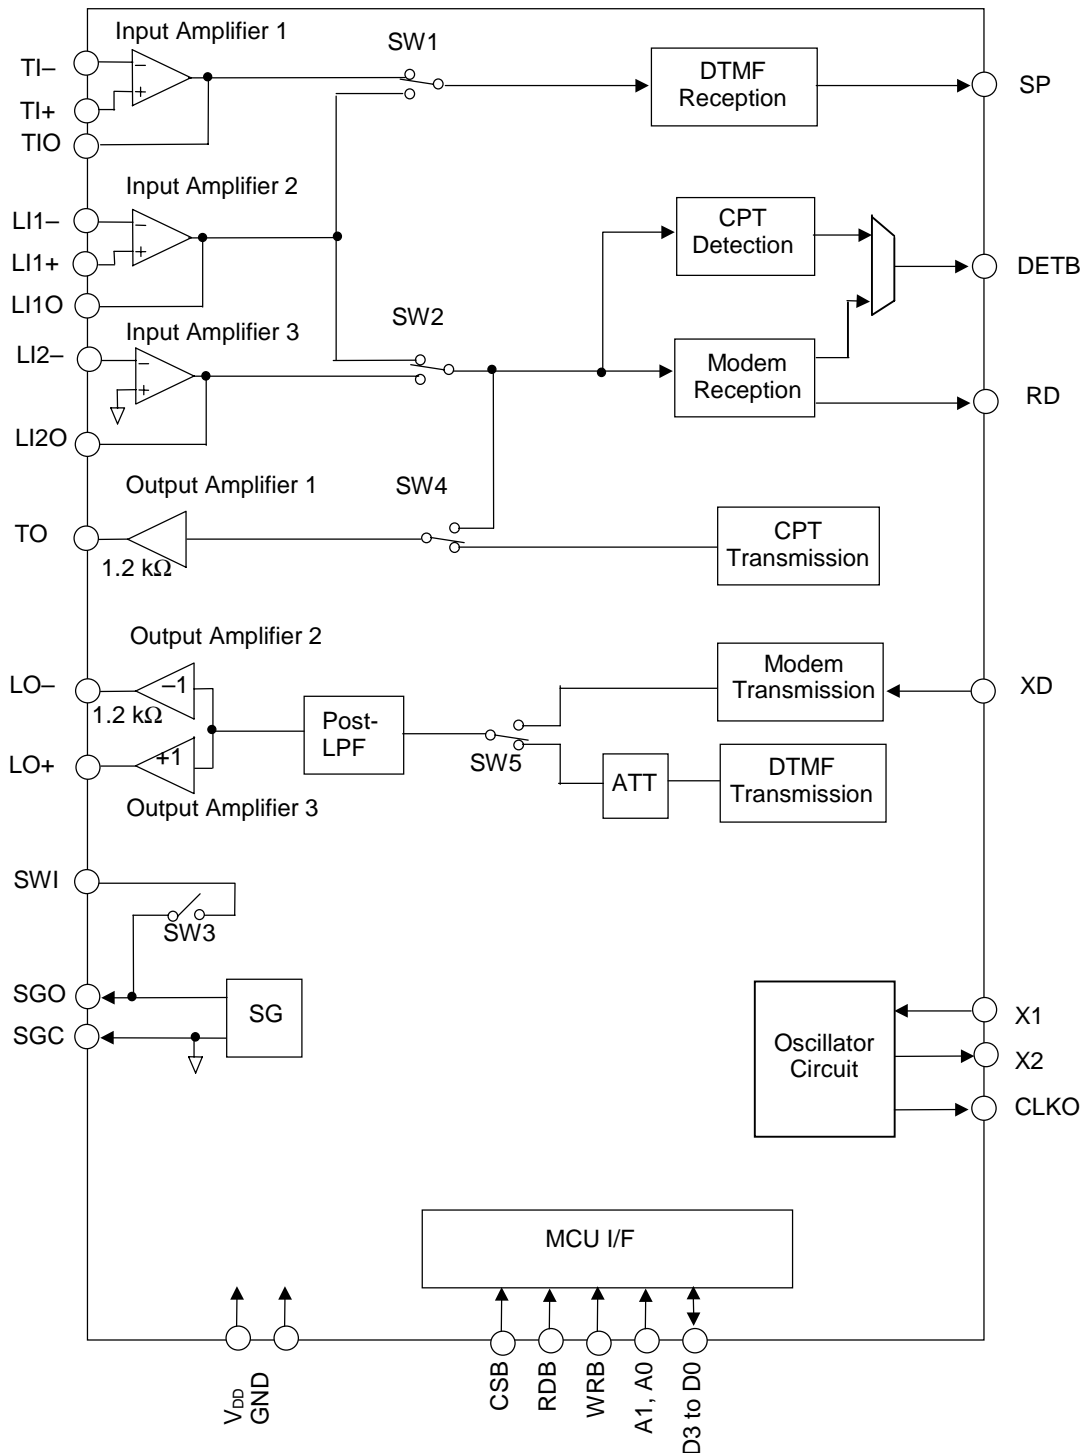 Input Amplifier 1
SW1
TI–
–
DTMF
Reception
SP
TI+
+
TIO
Input Amplifier 2
LI1–
–
CPT
Detection
LI1+
+
DETB
LI1O
SW2
Input Amplifier 3
LI2–
–
Modem
Reception
+
RD
LI2O
Output Amplifier 1
SW4
TO
CPT
Transmission
1.2 kΩ
Output Amplifier 2
Modem
Transmission
LO–
–1
XD
1.2 kΩ
Post-
LPF
LO+
+1
SW5
ATT
DTMF
Transmission
Output Amplifier 3
SWI
SW3
SGO
SG
SGC
X1
Oscillator
Circuit
X2
CLKO
MCU I/F
VDD
GND
CSB
RDB
WRB
A1, A0
D3 to D0